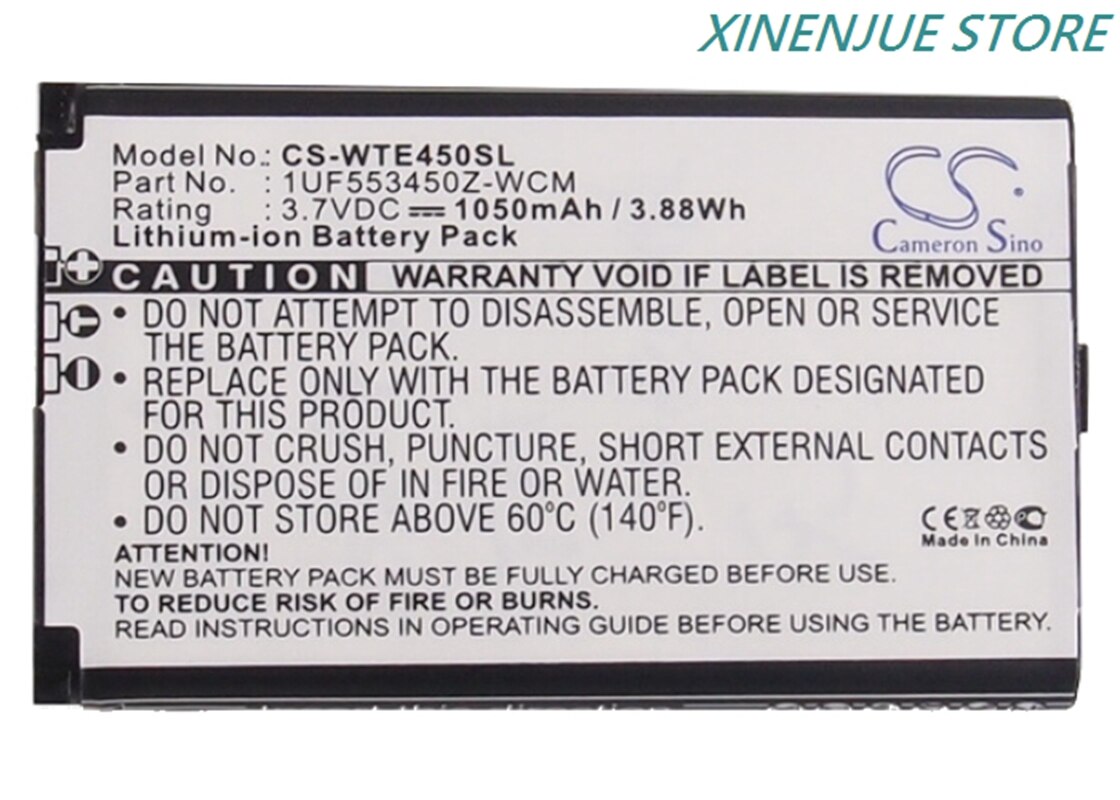 XINENJUE STORE
Model No.: CS-WTE450SL
Part No. : 1UF553450Z-WCM
Rating : 3.7VDC 1050mAh / 3.88Wh
Lithium-ion Battery Pack
CS
Cameron Sino
CAUTION WARRANTY VOID IF LABEL IS REMOVED
• DO NOT ATTEMPT TO DISASSEMBLE, OPEN OR SERVICE
THE BATTERY PACK.
• REPLACE ONLY WITH THE BATTERY PACK DESIGNATED
FOR THIS PRODUCT.
• DO NOT CRUSH, PUNCTURE, SHORT EXTERNAL CONTACTS
OR DISPOSE OF IN FIRE OR WATER.
• DO NOT STORE ABOVE 60°C (140°F).
CE
Made In China
ATTENTION!
NEW BATTERY PACK MUST BE FULLY CHARGED BEFORE USE.
TO REDUCE RISK OF FIRE OR BURNS.
READ INSTRUCTIONS IN OPERATING GUIDE BEFORE USING THE BATTERY.